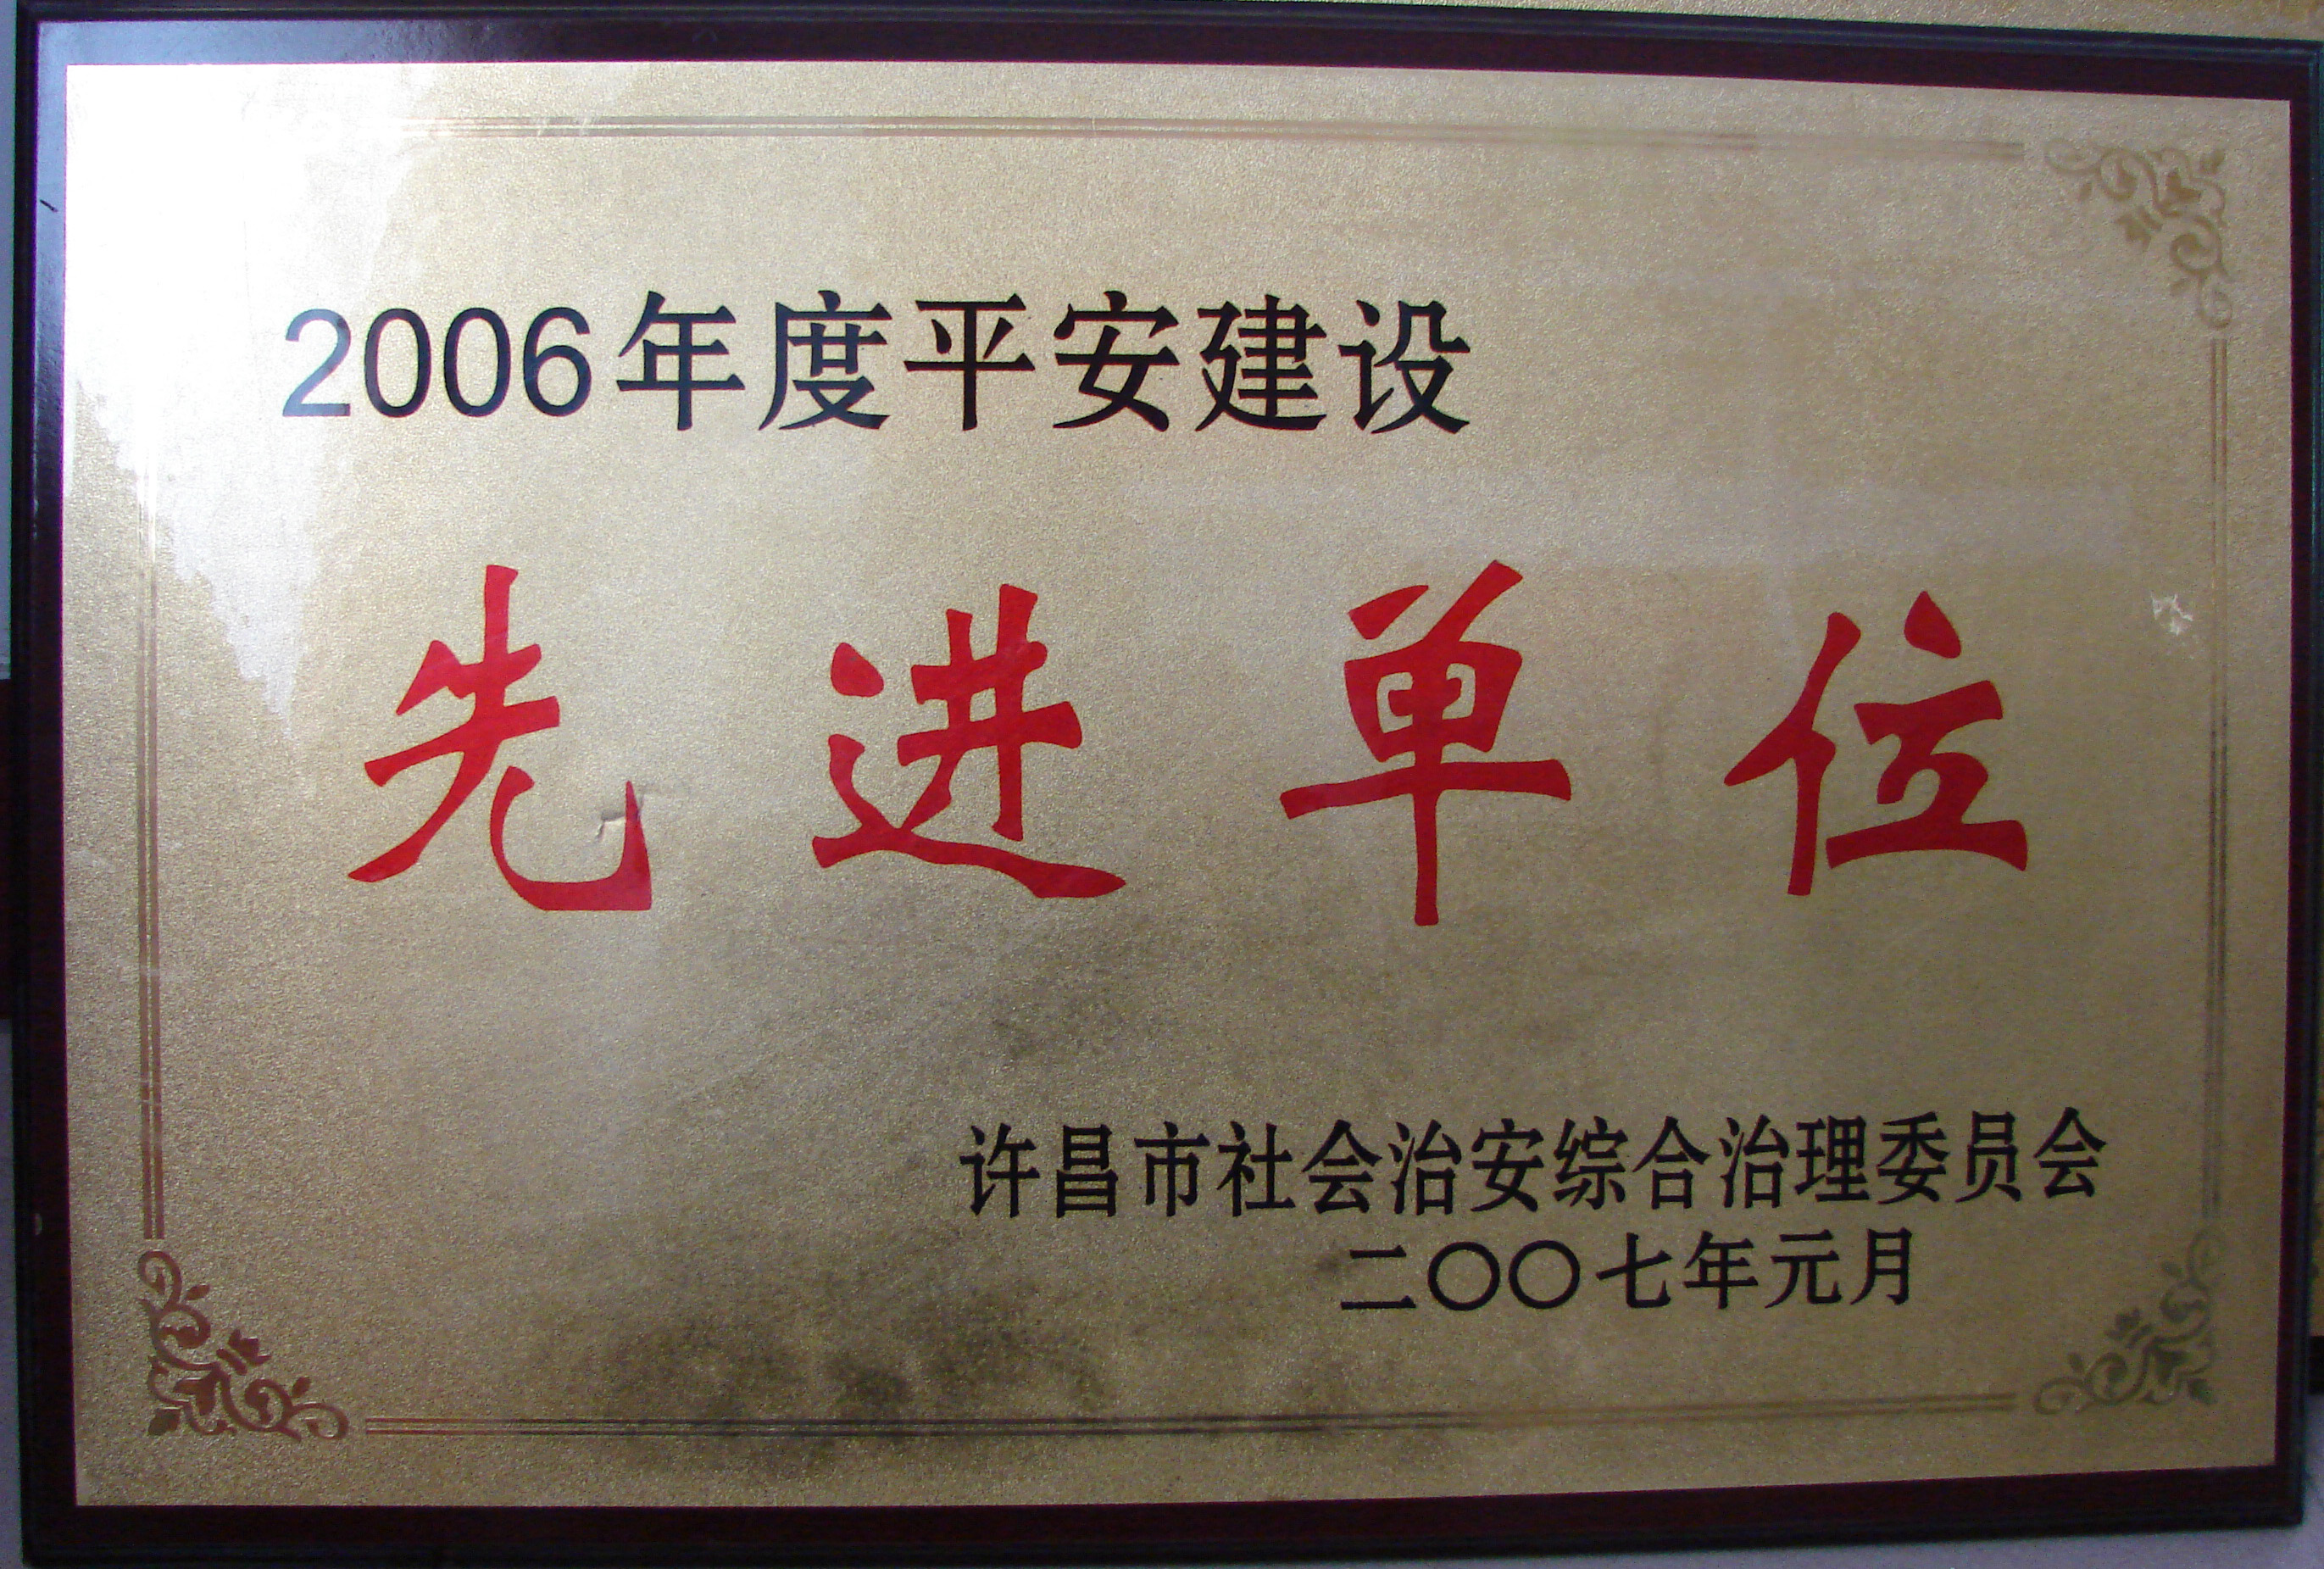 2006年度平安建设
先进单位
许昌市社会治安综合治理委员会
二〇〇七年元月